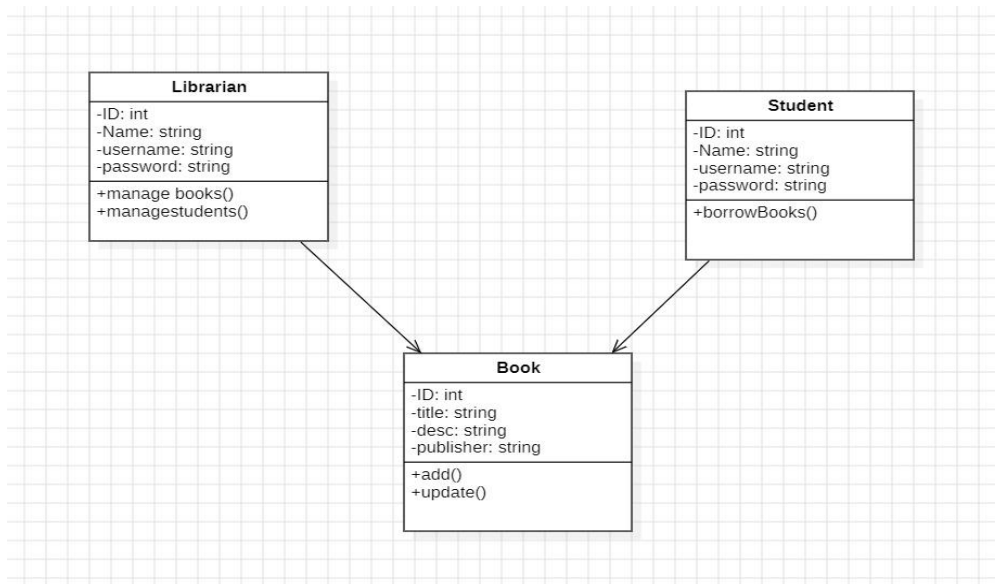 Librarian
-ID: int
-Name: string
-username: string
-password: string
+manage books()
+managestudents()
Student
-ID: int
-Name: string
-username: string
-password: string
+borrowBooks()
Book
-ID: int
-title: string
-desc: string
-publisher: string
+add()
+update()